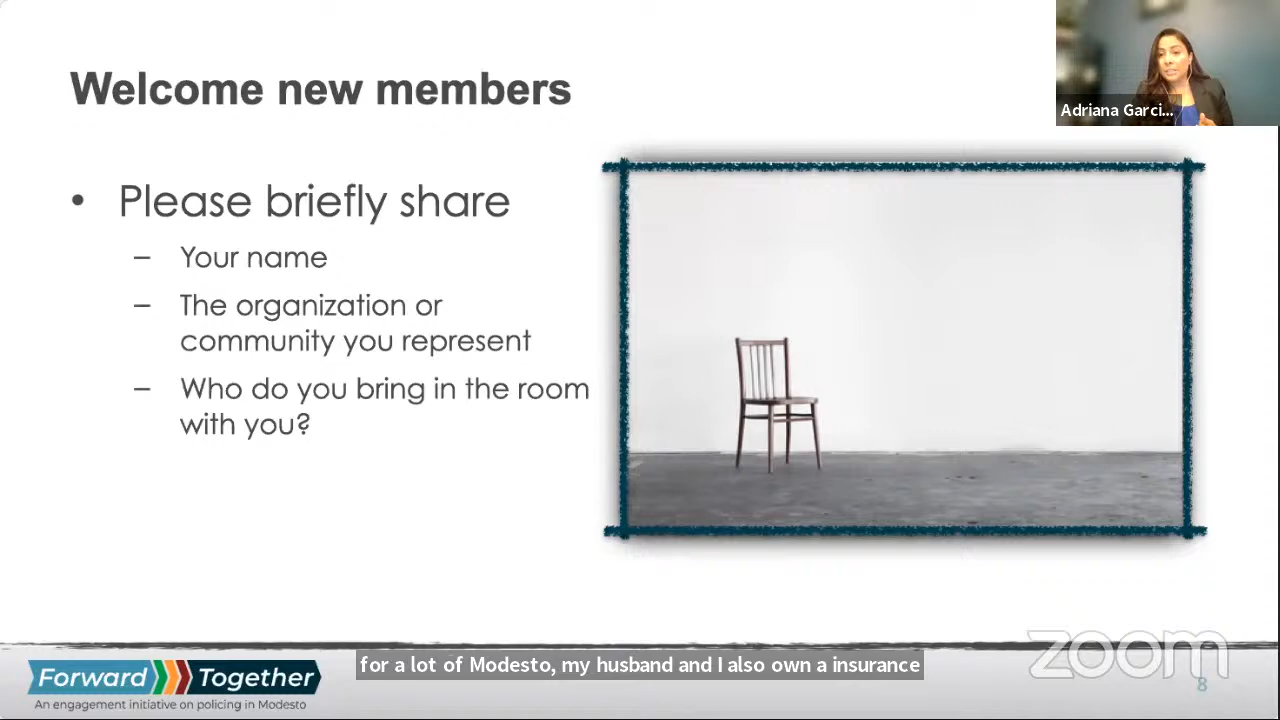 Welcome new members
Adriana Garci...
• Please briefly share
– Your name
– The organization or
community you represent
– Who do you bring in the room
with you?
for a lot of Modesto, my husband and I also own a insurance
zoom
8
Forward Together
An engagement initiative on policing in Modesto